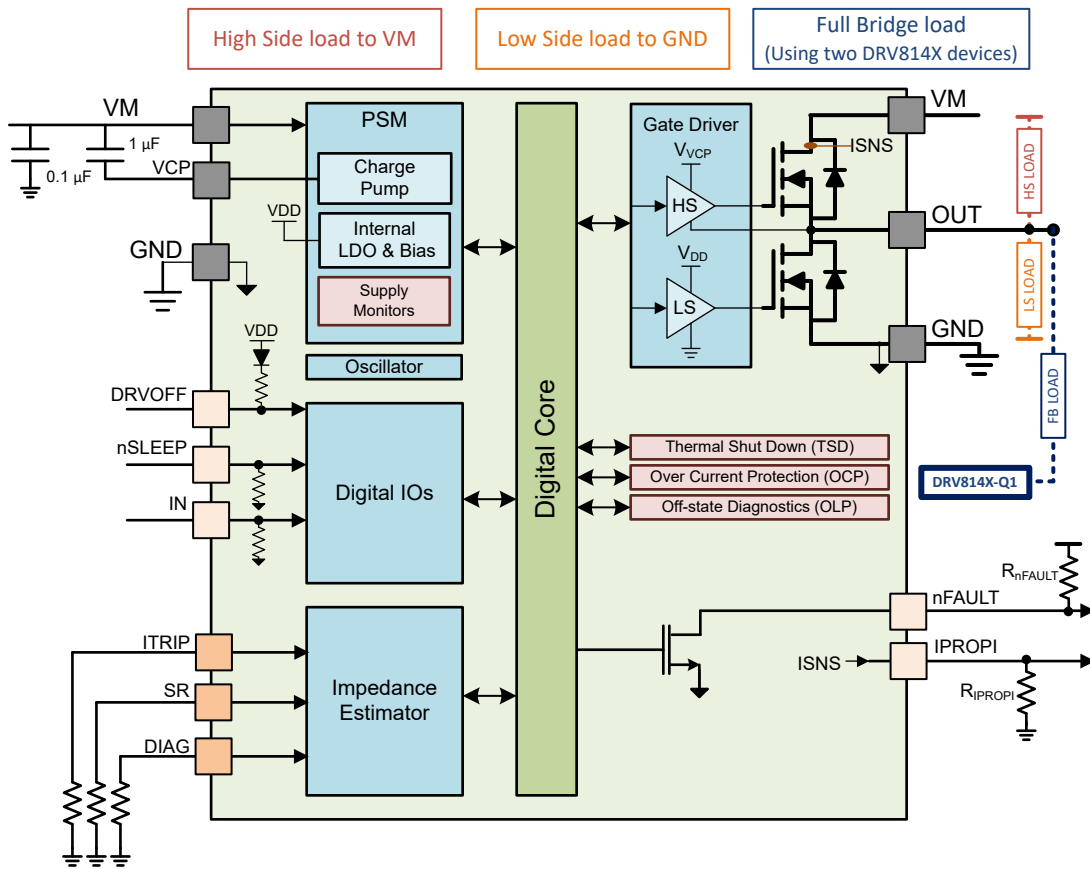 High Side load to VM
Low Side load to GND
Full Bridge load
(Using two DRV814X devices)
VM
1 µF
0.1 µF
VCP
GND
VDD
DRVOFF
nSLEEP
IN
ITRIP
SR
DIAG
PSM
Charge
Pump
VDD
Internal
LDO & Bias
Supply
Monitors
Oscillator
Digital IOs
Impedance
Estimator
Digital Core
Gate Driver
VVCP
HS
VDD
LS
ISNS
VM
OUT
GND
HS LOAD
LS LOAD
FB LOAD
DRV814X-Q1
Thermal Shut Down (TSD)
Over Current Protection (OCP)
Off-state Diagnostics (OLP)
RnFAULT
nFAULT
IPROPI
ISNS
RIPROPI